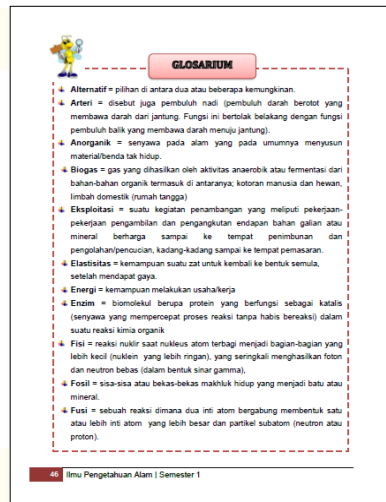 GLOSARIUM
Alternatif = pilihan di antara dua atau beberapa kemungkinan.
Arteri = disebut juga pembuluh nadi (pembuluh darah berotot yang
membawa darah dari jantung. Fungsi ini bertolak belakang dengan fungsi
pembuluh balik yang membawa darah menuju jantung).
Anorganik = senyawa pada alam yang pada umumnya menyusun
material/benda tak hidup.
Biogas = gas yang dihasilkan oleh aktivitas anaerobik atau fermentasi dari
bahan-bahan organik termasuk di antaranya; kotoran manusia dan hewan,
limbah domestik (rumah tangga)
Eksploitasi = suatu kegiatan penambangan yang meliputi pekerjaan-
pekerjaan pengambilan dan pengangkutan endapan bahan galian atau
mineral berharga sampai ke tempat penimbunan dan
pengolahan/pencucian, kadang-kadang sampai ke tempat pemasaran.
Elastisitas = kemampuan suatu zat untuk kembali ke bentuk semula,
setelah mendapat gaya.
Energi = kemampuan melakukan usaha/kerja
Enzim = biomolekul berupa protein yang berfungsi sebagai katalis
(senyawa yang mempercepat proses reaksi tanpa habis bereaksi) dalam
suatu reaksi kimia organik
Fisi = reaksi nuklir saat nukleus atom terbagi menjadi bagian-bagian yang
lebih kecil (nuklein yang lebih ringan), yang seringkali menghasilkan foton
dan neutron bebas (dalam bentuk sinar gamma),
Fosil = sisa-sisa atau bekas-bekas makhluk hidup yang menjadi batu atau
mineral.
Fusi = sebuah reaksi dimana dua inti atom bergabung membentuk satu
atau lebih inti atom yang lebih besar dan partikel subatom (neutron atau
proton).
46 Ilmu Pengetahuan Alam | Semester 1